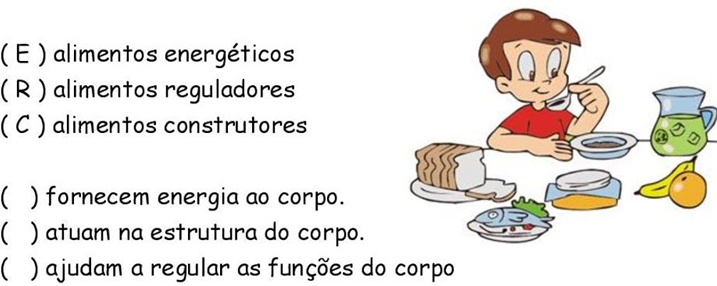 ( E ) alimentos energéticos
( R ) alimentos reguladores
( C ) alimentos construtores
(   ) fornecem energia ao corpo.
(   ) atuam na estrutura do corpo.
(   ) ajudam a regular as funções do corpo